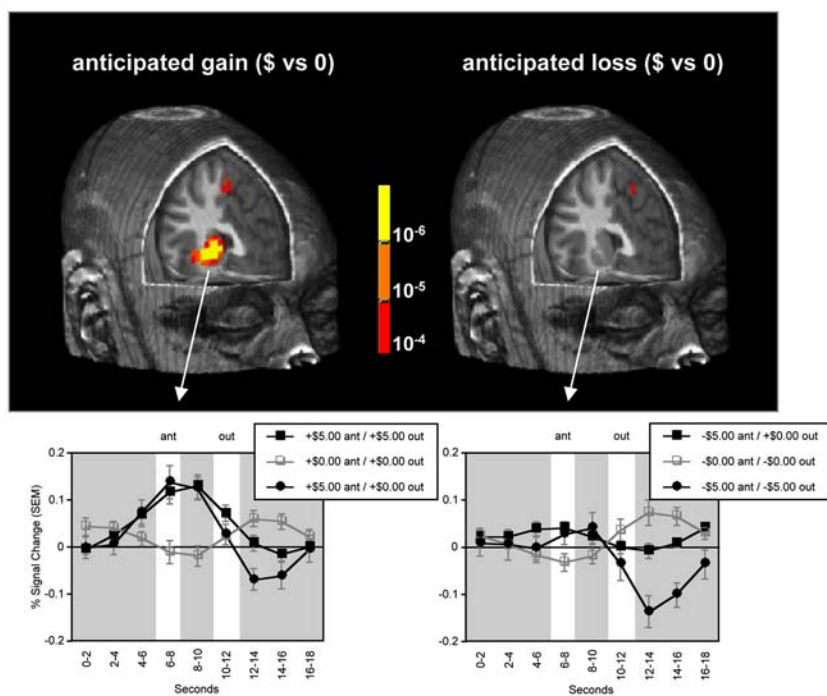 anticipated gain ($ vs 0)
anticipated loss ($ vs 0)
10-6
10-5
10-4
ant
out
+$5.00 ant / +$5.00 out
+$0.00 ant / +$0.00 out
+$5.00 ant / +$0.00 out
0.2
0.1
0
-0.1
-0.2
% Signal Change (SEM)
0-2
2-4
4-6
6-8
8-10
10-12
12-14
14-16
16-18
Seconds
ant
out
-$5.00 ant / +$0.00 out
-$0.00 ant / -$0.00 out
-$5.00 ant / -$5.00 out
0.2
0.1
0
-0.1
-0.2
0-2
2-4
4-6
6-8
8-10
10-12
12-14
14-16
16-18
Seconds